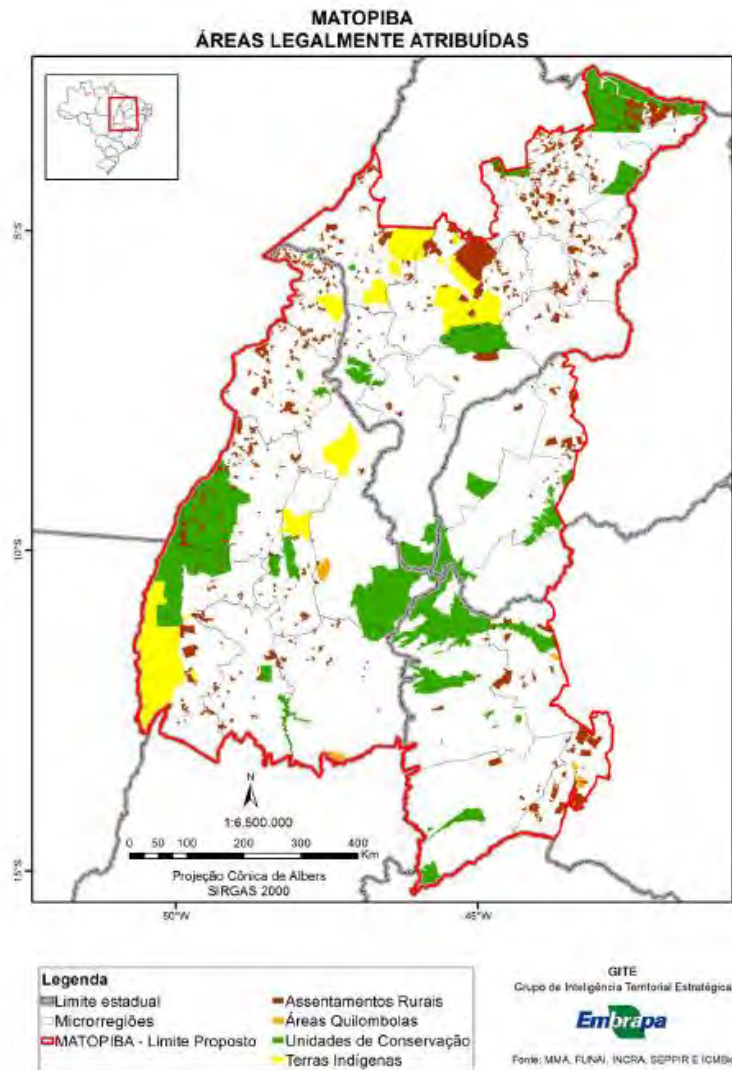 MATOPIBA
ÁREAS LEGALMENTE ATRIBUÍDAS
5°S
10°S
15°S
N
1:6.500.000
0 50 100 200 300 400
Km
Projeção Cônica de Albers
SIRGAS 2000
50°W
45°W
Legenda
Limite estadual
Microrregiões
MATOPIBA - Limite Proposto
Assentamentos Rurais
Áreas Quilombolas
Unidades de Conservação
Terras Indígenas
GITE
Grupo de Inteligência Territorial Estratégica
Embrapa
Fonte: MMA, FUNAI, INCRA, SEPPIR E ICMBio